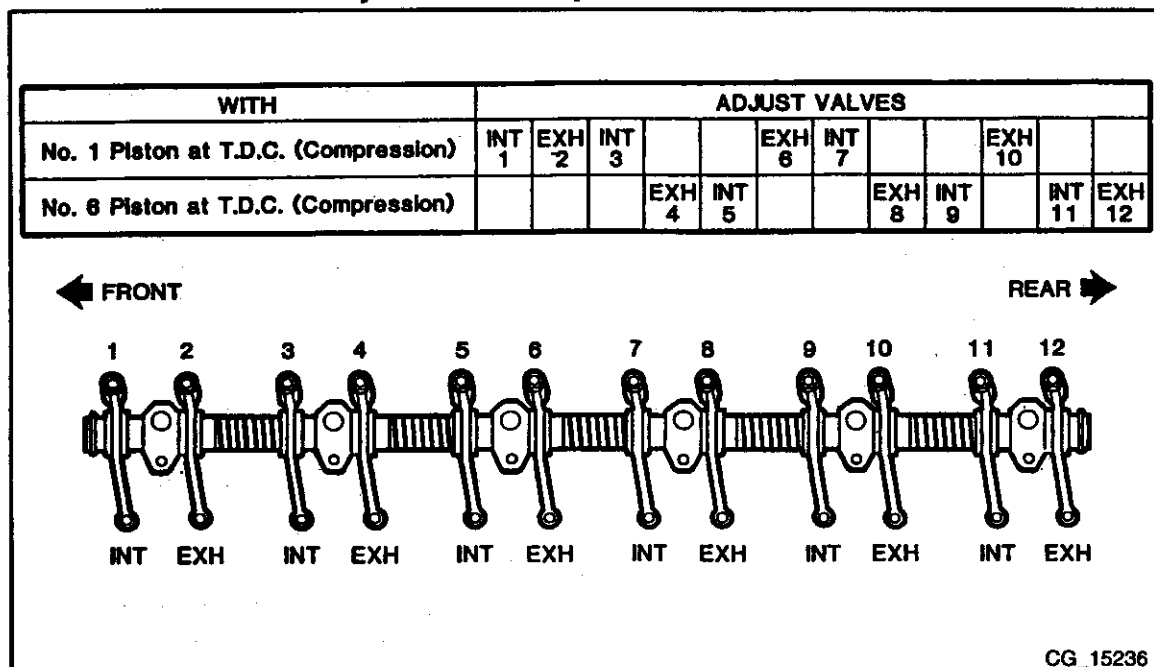 WITH ADJUST VALVES
No. 1 Piston at T.D.C. (Compression) INT 1 EXH 2 INT 3 EXH 6 INT 7 EXH 10
No. 6 Piston at T.D.C. (Compression) EXH 4 INT 5 EXH 8 INT 9 INT 11 EXH 12
FRONT REAR
1 2 3 4 5 6 7 8 9 10 11 12
INT EXH INT EXH INT EXH INT EXH INT EXH INT EXH
CG_15236